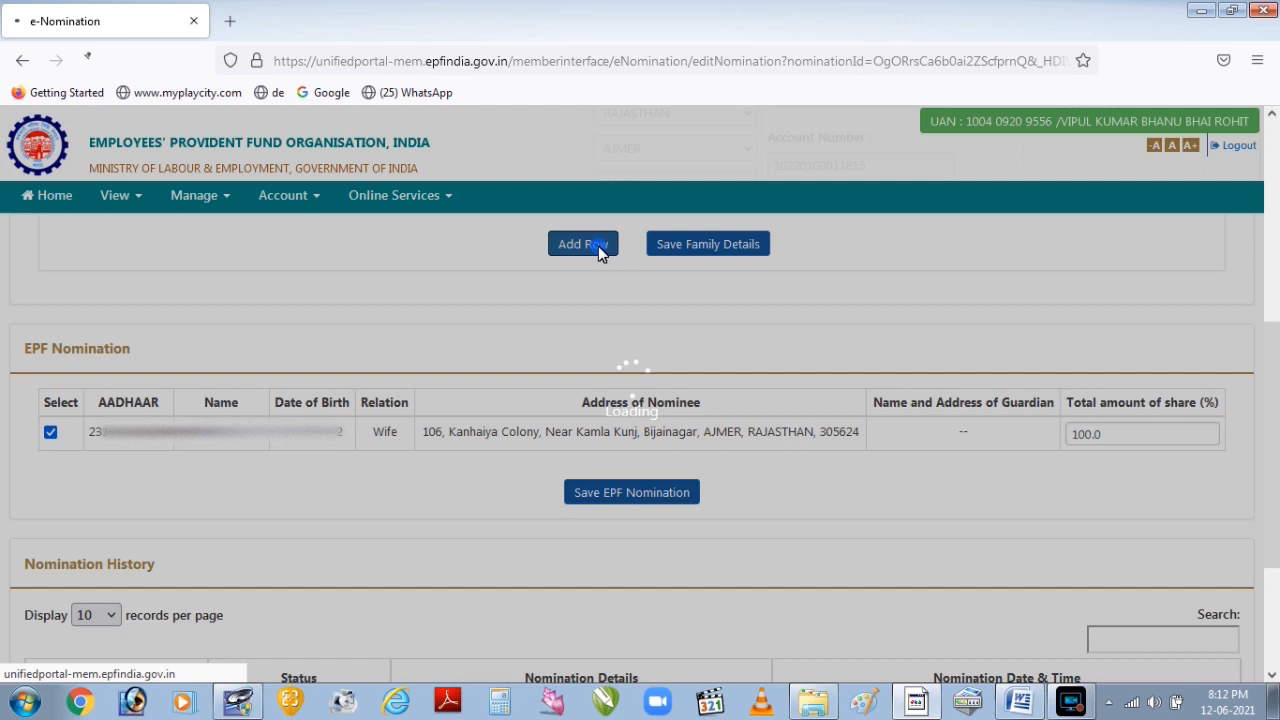 e-Nomination
https://unifiedportal-mem.epfindia.gov.in/memberinterface/eNomination/editNomination?nominationId=OgORrsCa6b0ai2ZScfprnQ&_HDI
Getting Started www.myplaycity.com de Google (25) WhatsApp
RAJASTHAN
UAN : 1004 0920 9556 /VIPUL KUMAR BHANU BHAI ROHIT
EMPLOYEES' PROVIDENT FUND ORGANISATION, INDIA
Account Number :
-A A A+ Logout
AJMER
MINISTRY OF LABOUR & EMPLOYMENT, GOVERNMENT OF INDIA
Home View Manage Account Online Services
Add Row Save Family Details
EPF Nomination
Select AADHAAR Name Date of Birth Relation Address of Nominee Name and Address of Guardian Total amount of share (%)
Loading
Wife 106, Kanhaiya Colony, Near Kamla Kunj, Bijainagar, AJMER, RAJASTHAN, 305624 -- 100.0
Save EPF Nomination
Nomination History
Display 10 records per page
Search:
unifiedportal-mem.epfindia.gov.in
Status Nomination Details Nomination Date & Time
8:12 PM
12-06-2021